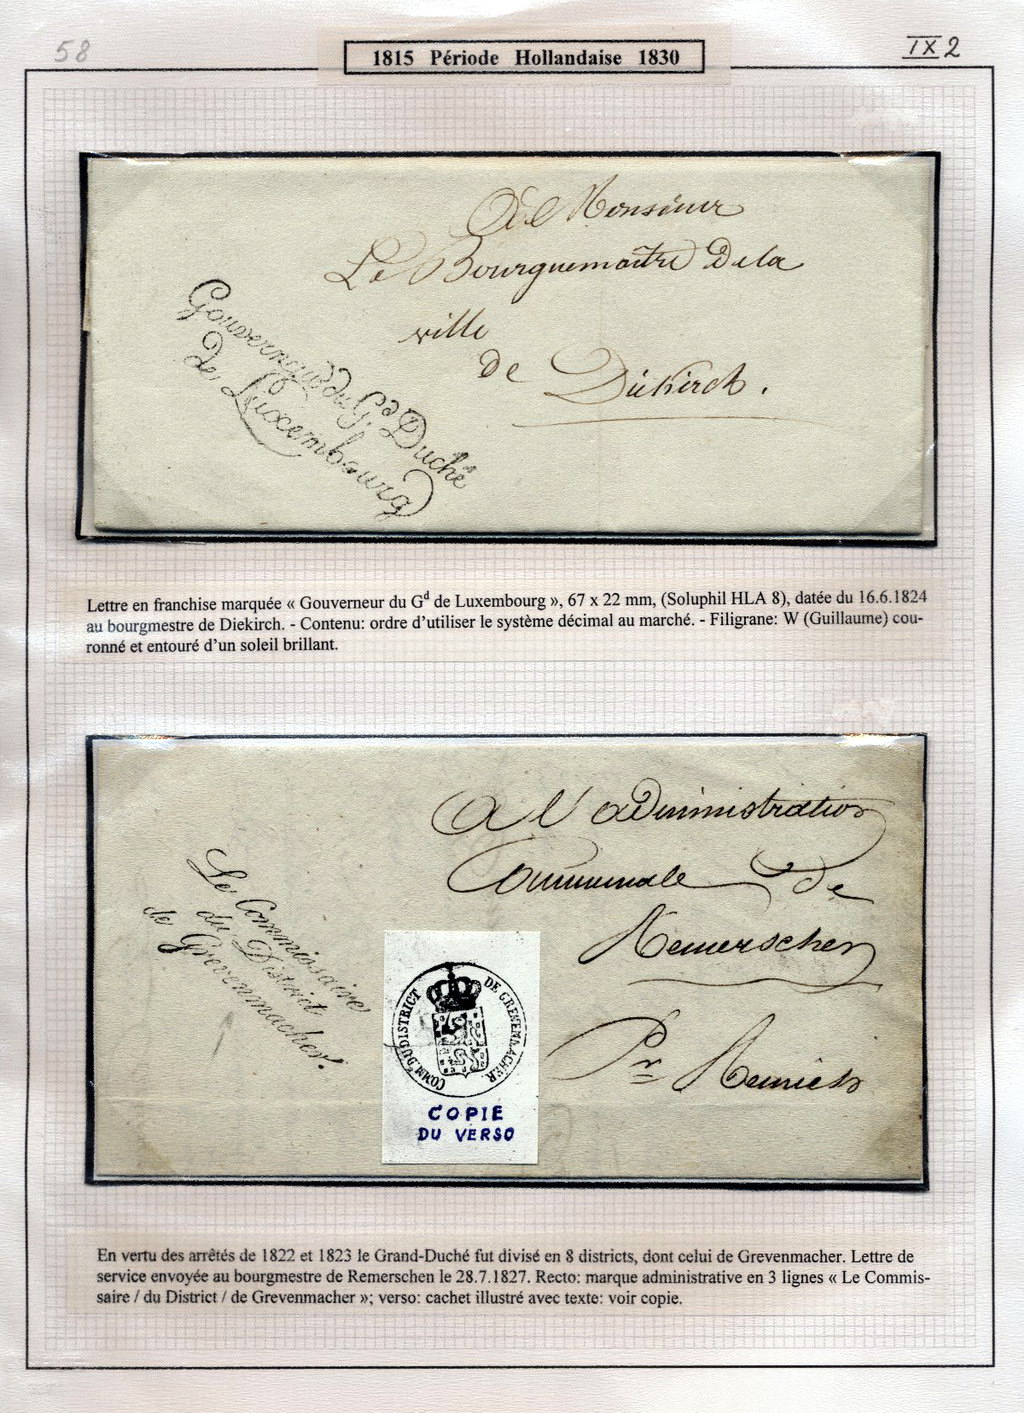 58
1815 Période Hollandaise 1830
IX 2
A Monsieur
Le Bourguemaitre De la
ville
de Diekirch.
Gouverneur du Gd. Duché
de Luxembourg
Lettre en franchise marquée « Gouverneur du Gd de Luxembourg », 67 x 22 mm, (Soluphil HLA 8), datée du 16.6.1824
au bourgmestre de Diekirch. - Contenu: ordre d’utiliser le système décimal au marché. - Filigrane: W (Guillaume) cou-
ronné et entouré d’un soleil brillant.
A l'administration
Communale de
Remerschen
Pr Remich
Le Commissaire
du District
de Grevenmacher.
COMM. DU DISTRICT DE GREVENMACHER
COPIE
DU VERSO
En vertu des arrêtés de 1822 et 1823 le Grand-Duché fut divisé en 8 districts, dont celui de Grevenmacher. Lettre de
service envoyée au bourgmestre de Remerschen le 28.7.1827. Recto: marque administrative en 3 lignes « Le Commis-
saire / du District / de Grevenmacher »; verso: cachet illustré avec texte: voir copie.